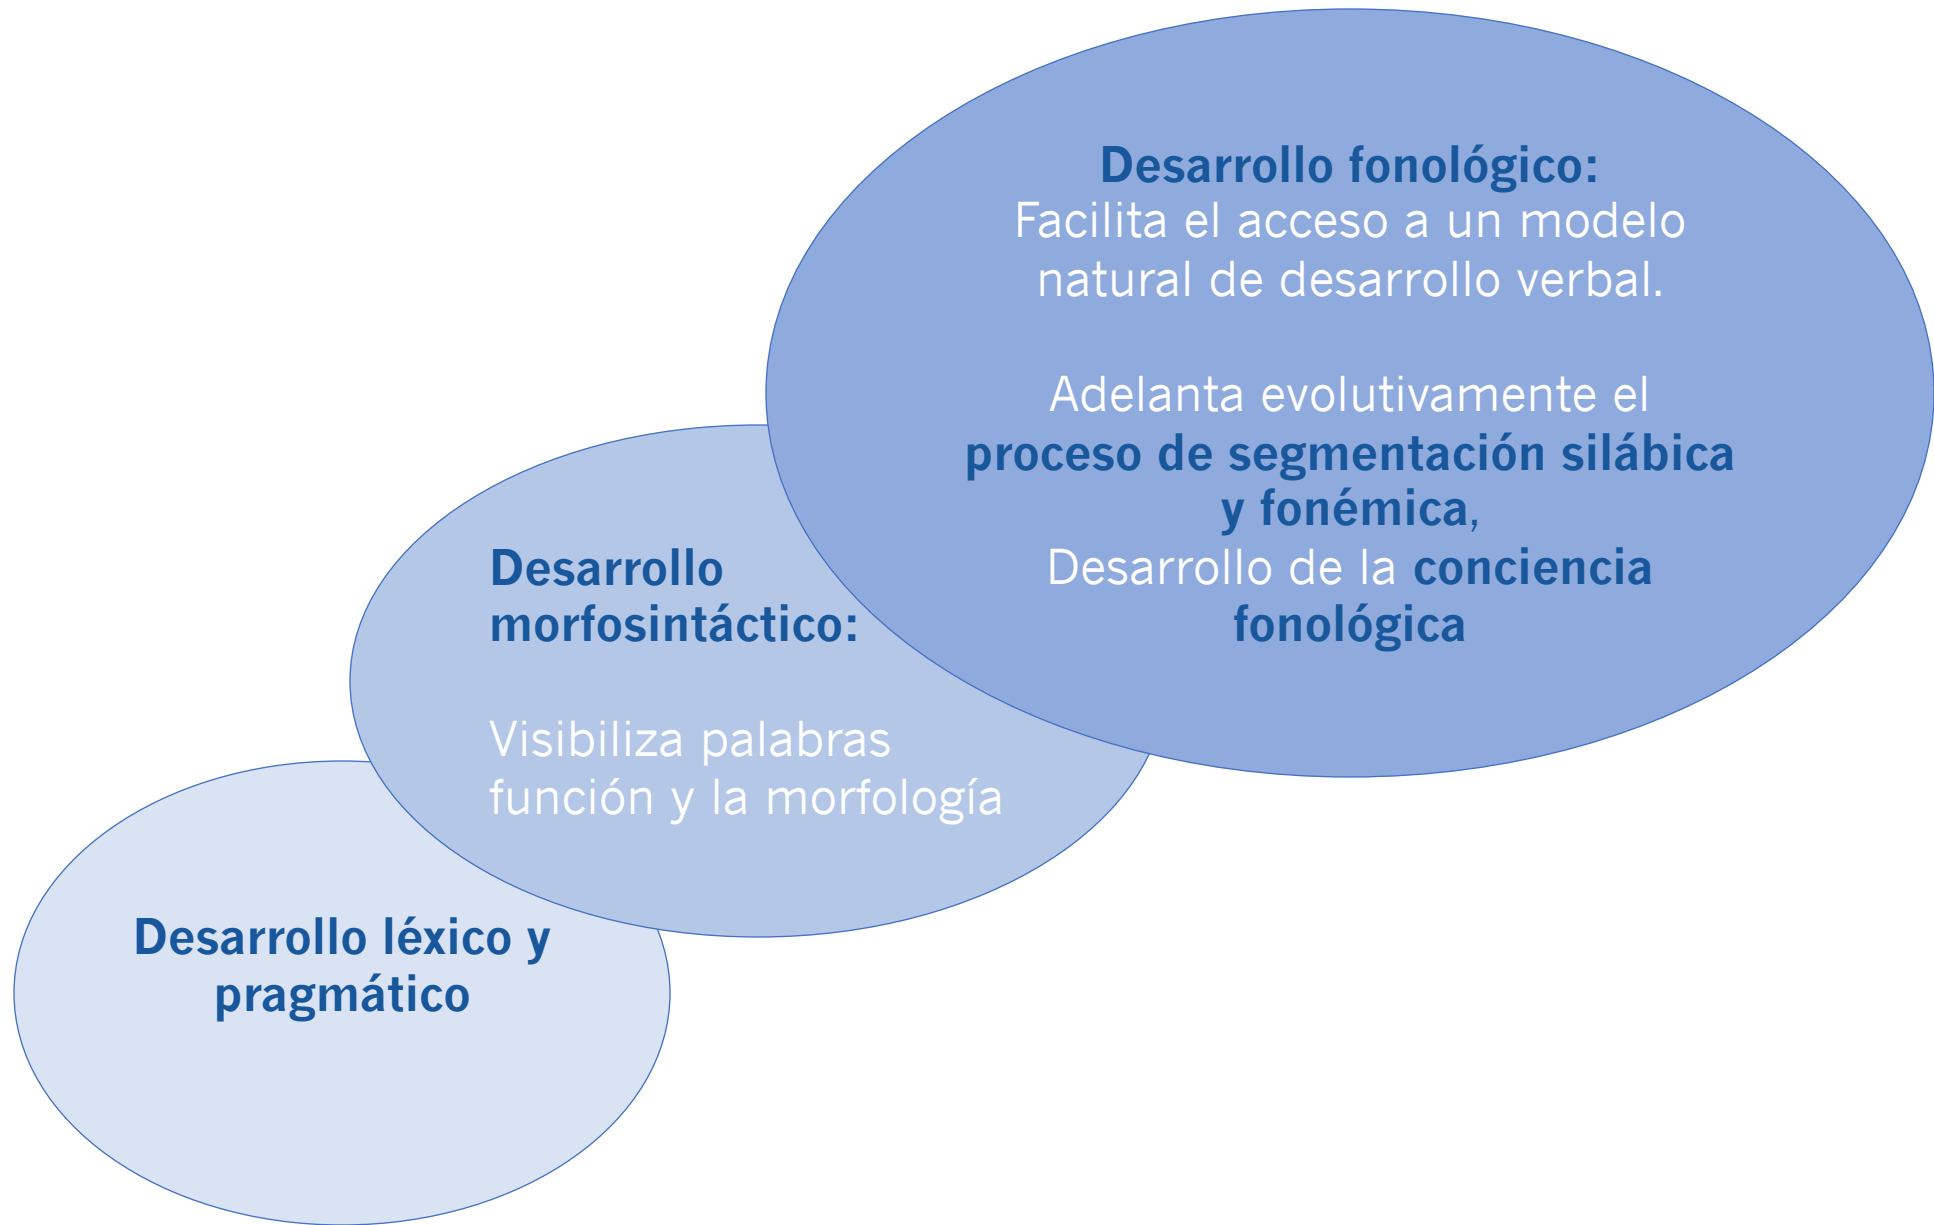 Desarrollo fonológico:
Facilita el acceso a un modelo
natural de desarrollo verbal.
Adelanta evolutivamente el
proceso de segmentación silábica
y fonémica,
Desarrollo de la conciencia
fonológica
Desarrollo
morfosintáctico:
Visibiliza palabras
función y la morfología
Desarrollo léxico y
pragmático